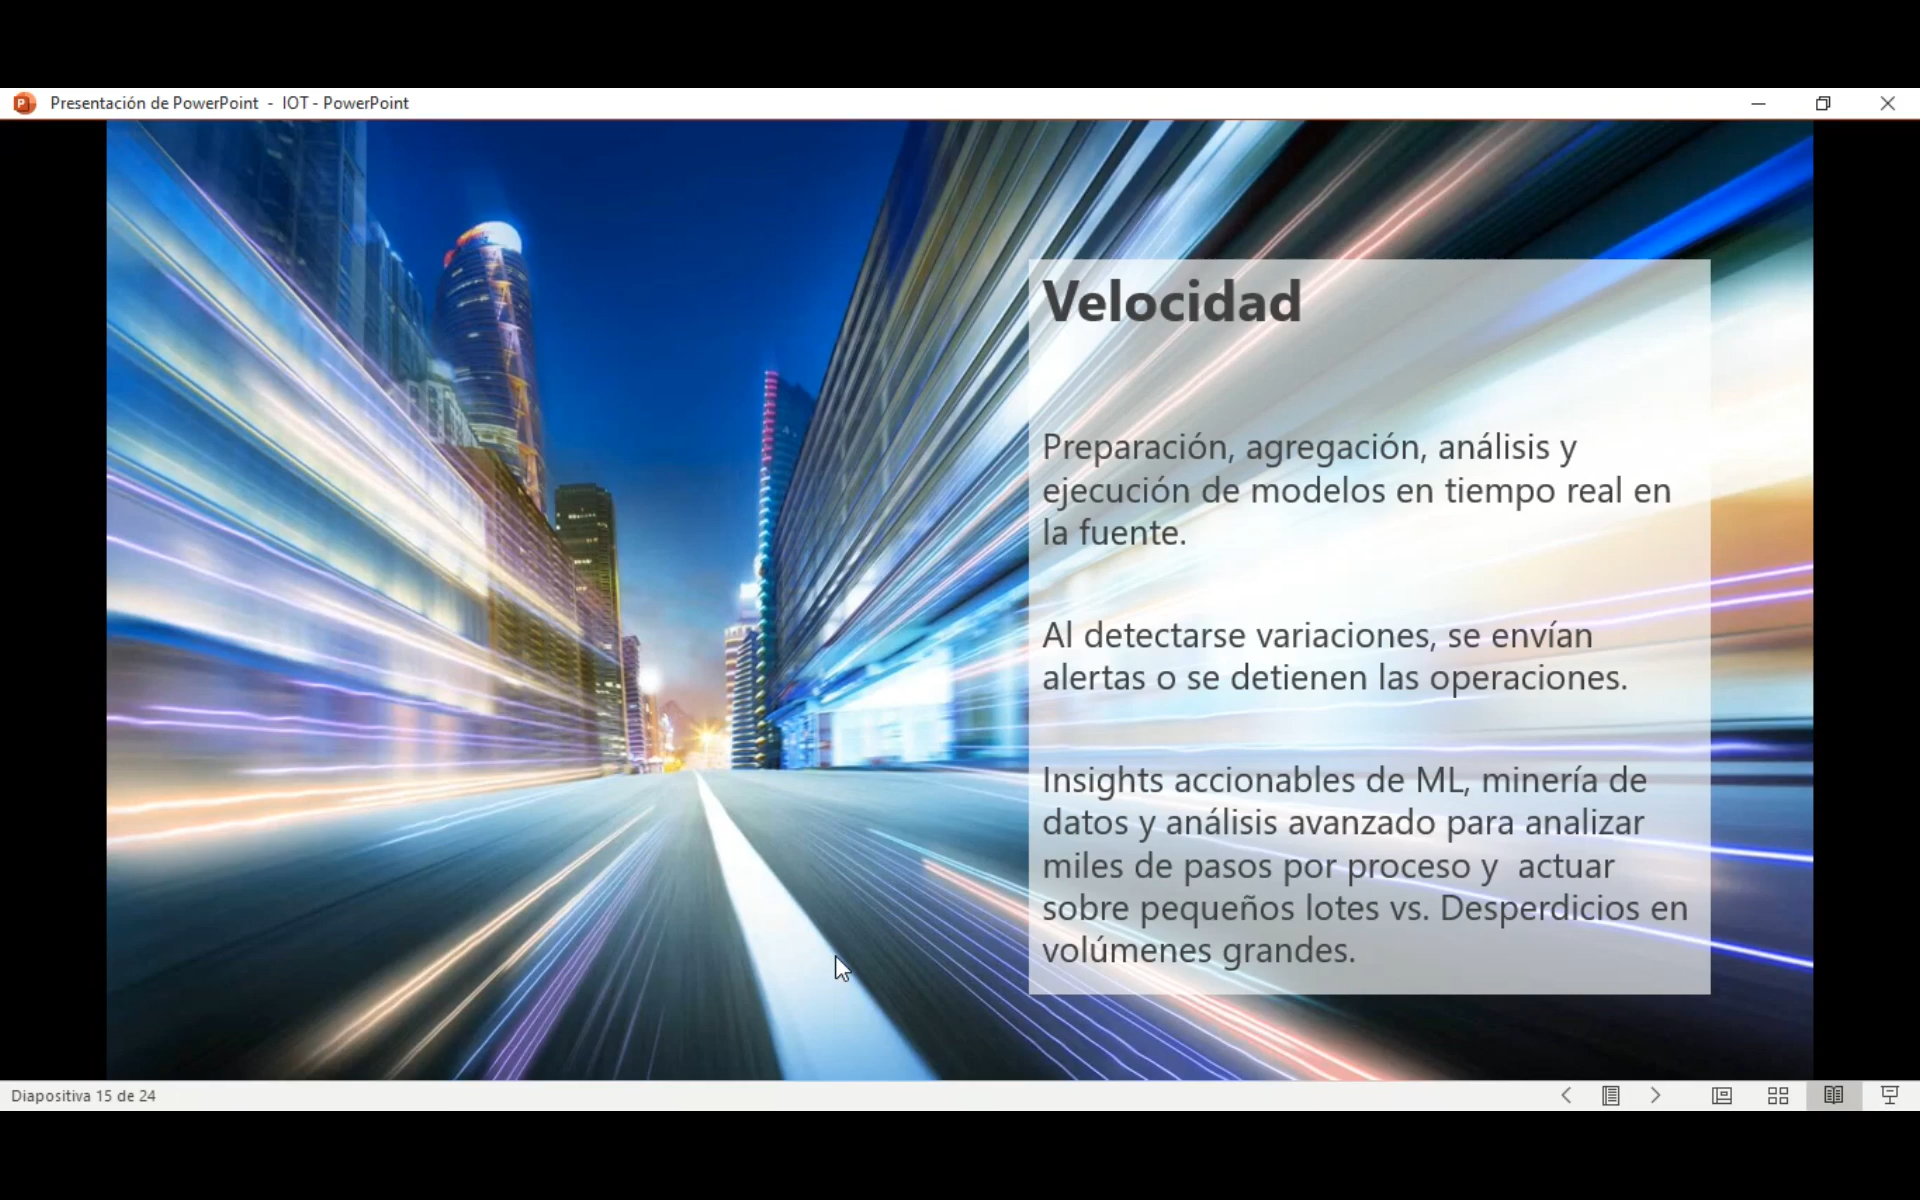 Presentación de PowerPoint - IOT - PowerPoint
Velocidad
Preparación, agregación, análisis y
ejecución de modelos en tiempo real en
la fuente.
Al detectarse variaciones, se envían
alertas o se detienen las operaciones.
Insights accionables de ML, minería de
datos y análisis avanzado para analizar
miles de pasos por proceso y  actuar
sobre pequeños lotes vs. Desperdicios en
volúmenes grandes.
Diapositiva 15 de 24